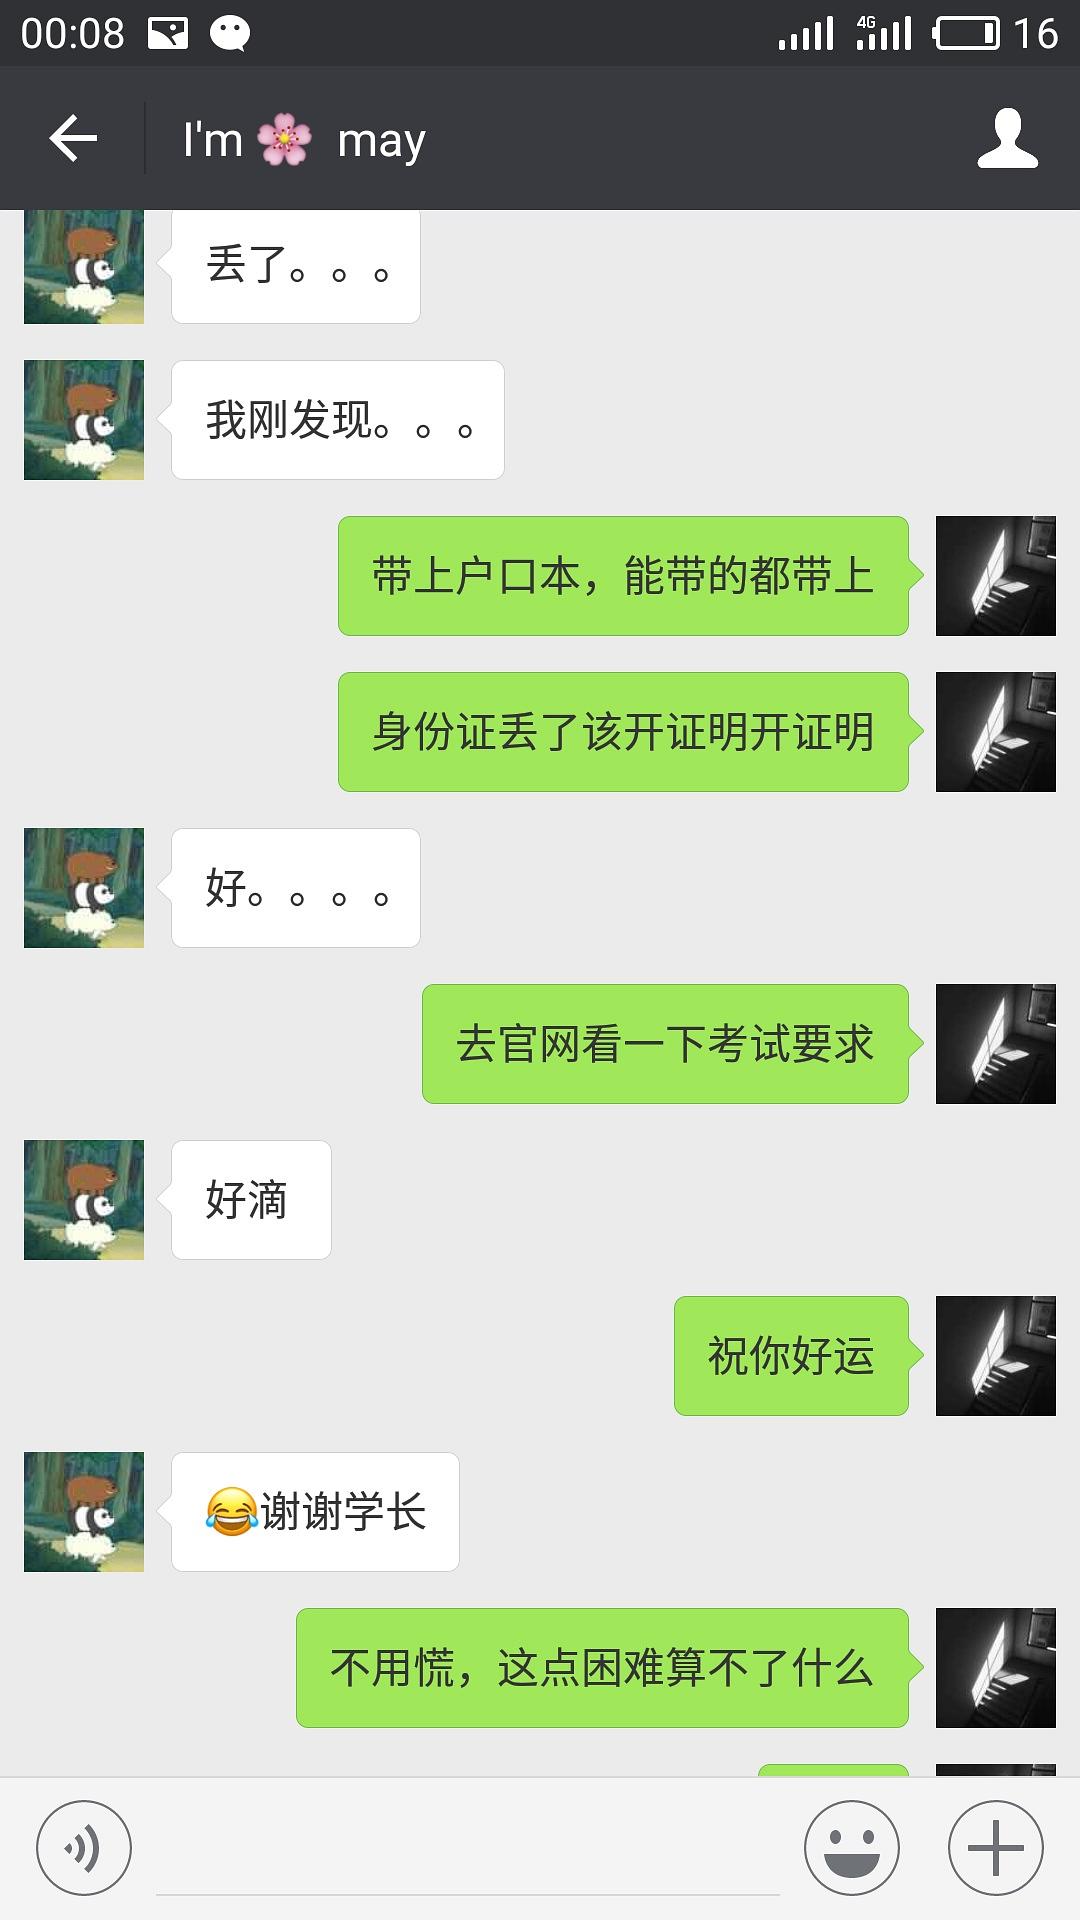 00:08 4G 16
I'm 🌸 may
丢了。。。
我刚发现。。。
带上户口本，能带的都带上
身份证丢了该开证明开证明
好。。。。
去官网看一下考试要求
好滴
祝你好运
😂谢谢学长
不用慌，这点困难算不了什么